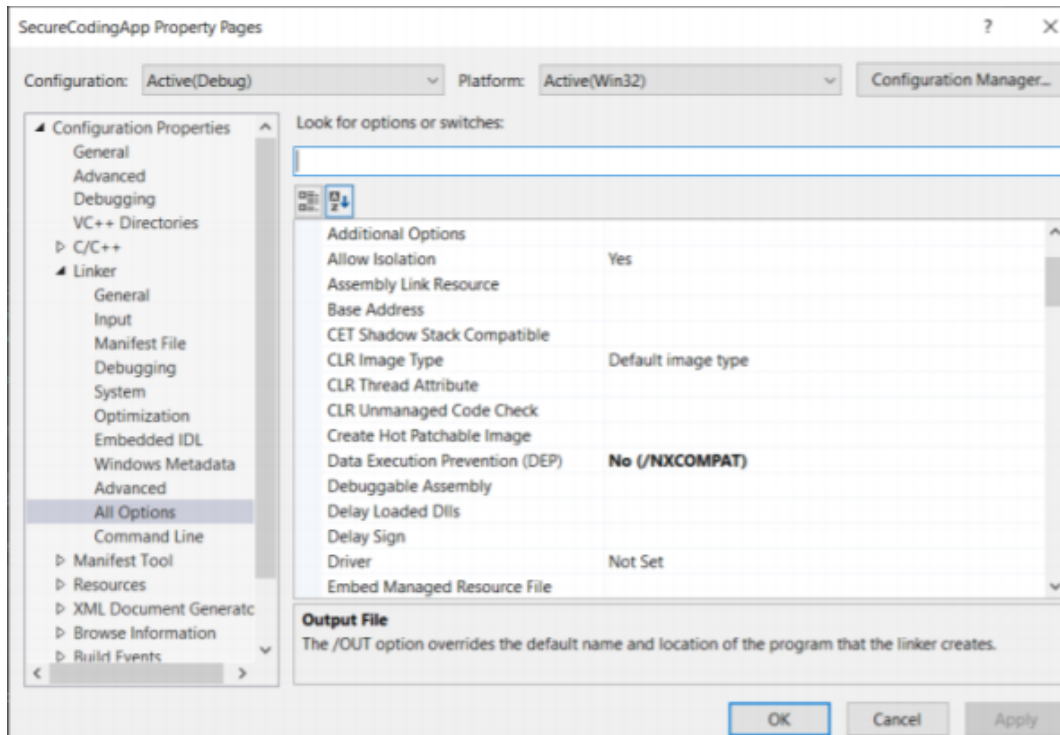 SecureCodingApp Property Pages
? ×
Configuration: Active(Debug) Platform: Active(Win32) Configuration Manager...
Configuration Properties
General
Advanced
Debugging
VC++ Directories
C/C++
Linker
General
Input
Manifest File
Debugging
System
Optimization
Embedded IDL
Windows Metadata
Advanced
All Options
Command Line
Manifest Tool
Resources
XML Document Generatc
Browse Information
Build Events
Look for options or switches:
Additional Options
Allow Isolation Yes
Assembly Link Resource
Base Address
CET Shadow Stack Compatible
CLR Image Type Default image type
CLR Thread Attribute
CLR Unmanaged Code Check
Create Hot Patchable Image
Data Execution Prevention (DEP) No (/NXCOMPAT)
Debuggable Assembly
Delay Loaded Dlls
Delay Sign
Driver Not Set
Embed Managed Resource File
Output File
The /OUT option overrides the default name and location of the program that the linker creates.
OK Cancel Apply